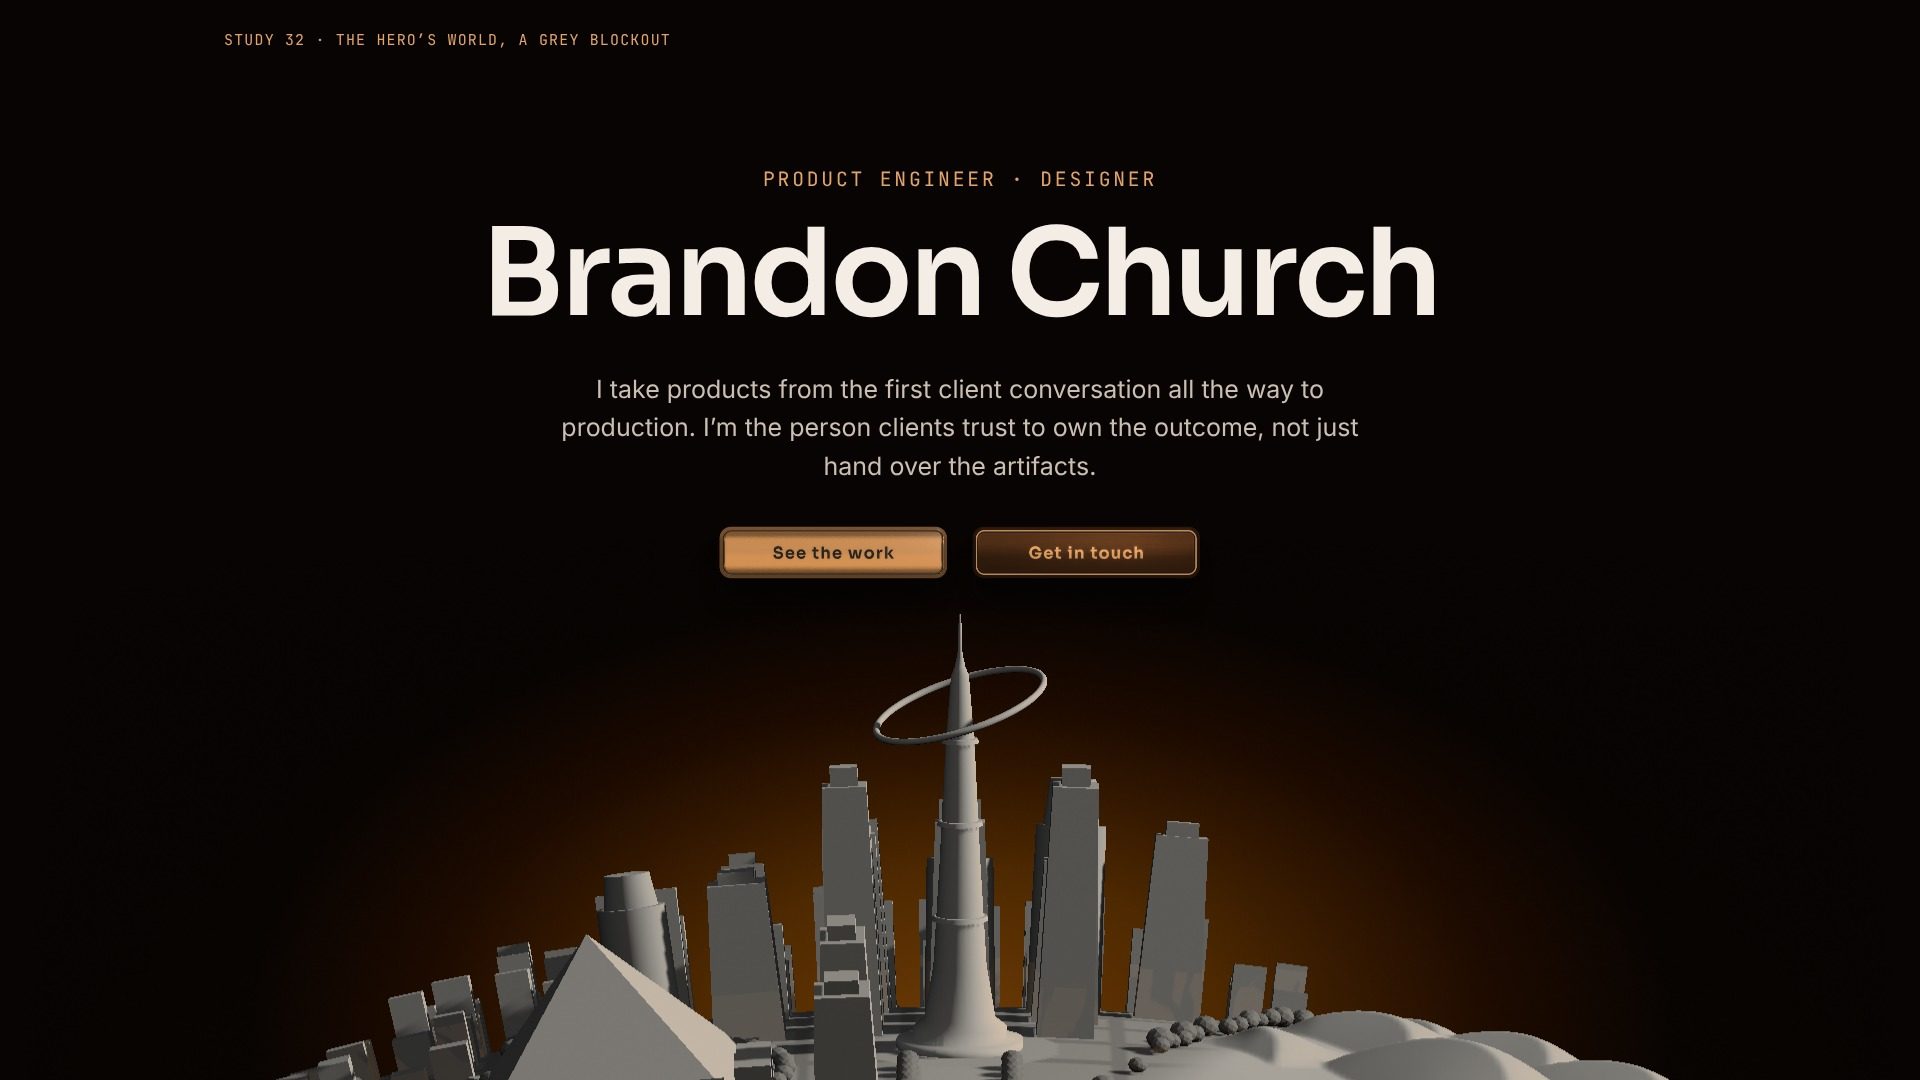 STUDY 32 · THE HERO’S WORLD, A GREY BLOCKOUT
PRODUCT ENGINEER · DESIGNER
Brandon Church
I take products from the first client conversation all the way to
production. I’m the person clients trust to own the outcome, not just
hand over the artifacts.
See the work
Get in touch